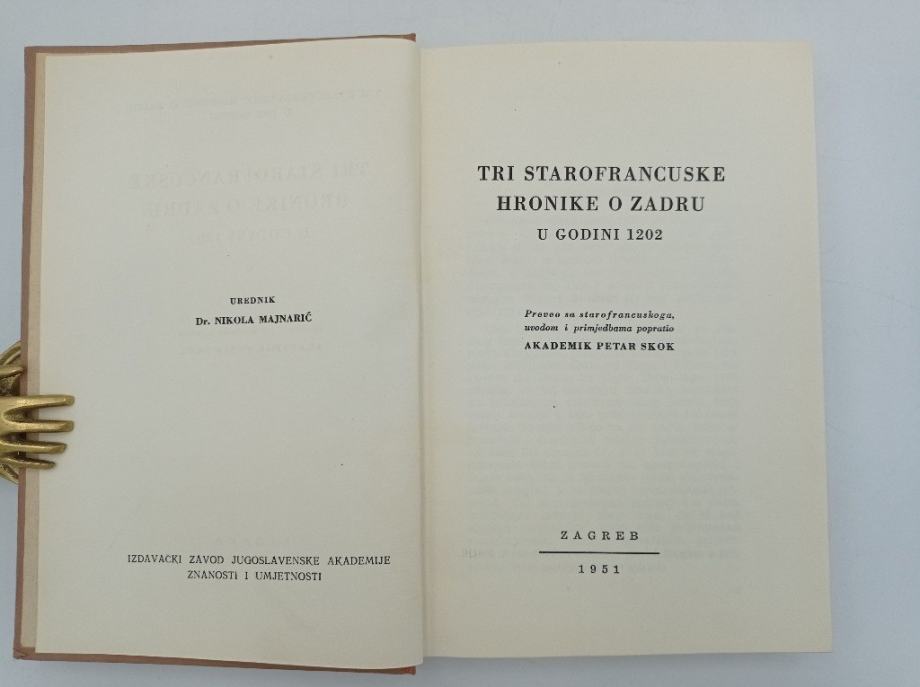 UREDNIK
Dr. NIKOLA MAJNARIĆ
IZDAVAČKI ZAVOD JUGOSLAVENSKE AKADEMIJE
ZNANOSTI I UMJETNOSTI
TRI STAROFRANCUSKE
HRONIKE O ZADRU
U GODINI 1202
Preveo sa starofrancuskoga,
uvodom i primjedbama popratio
AKADEMIK PETAR SKOK
ZAGREB
1951